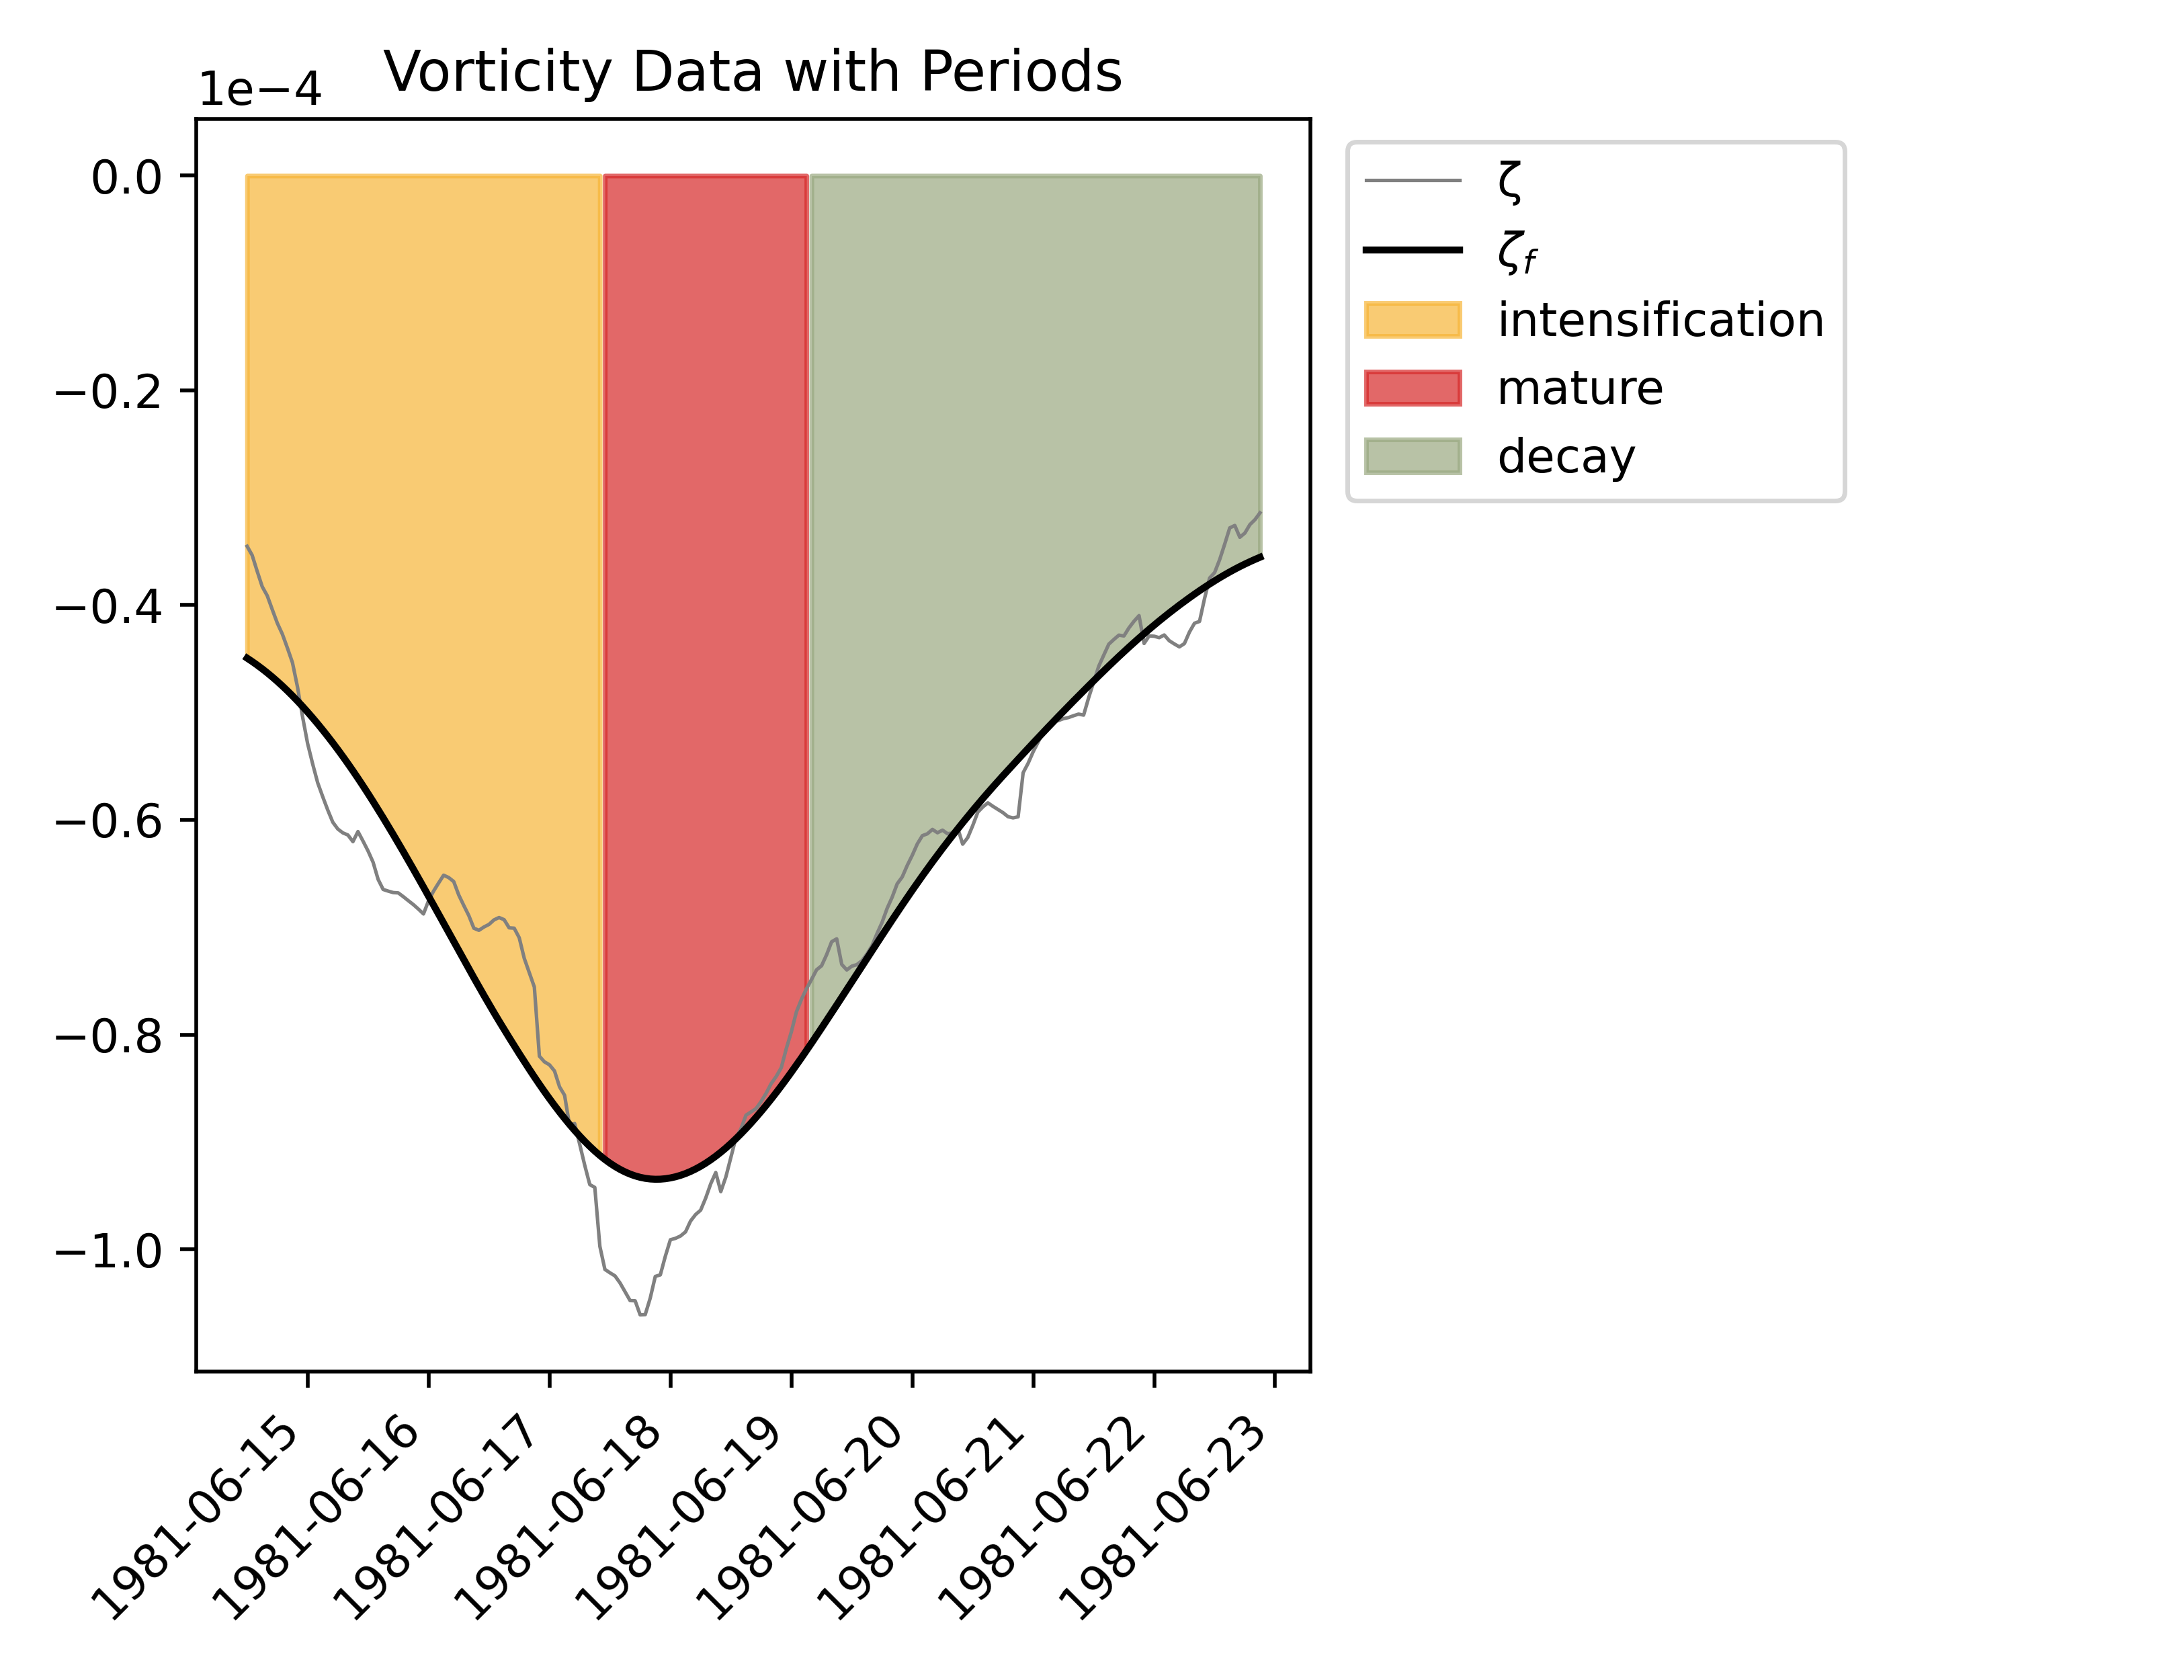 Vorticity Data with Periods
1e−4
0.0
−0.2
−0.4
−0.6
−0.8
−1.0
1981-06-15
1981-06-16
1981-06-17
1981-06-18
1981-06-19
1981-06-20
1981-06-21
1981-06-22
1981-06-23
ζ
ζf
intensification
mature
decay